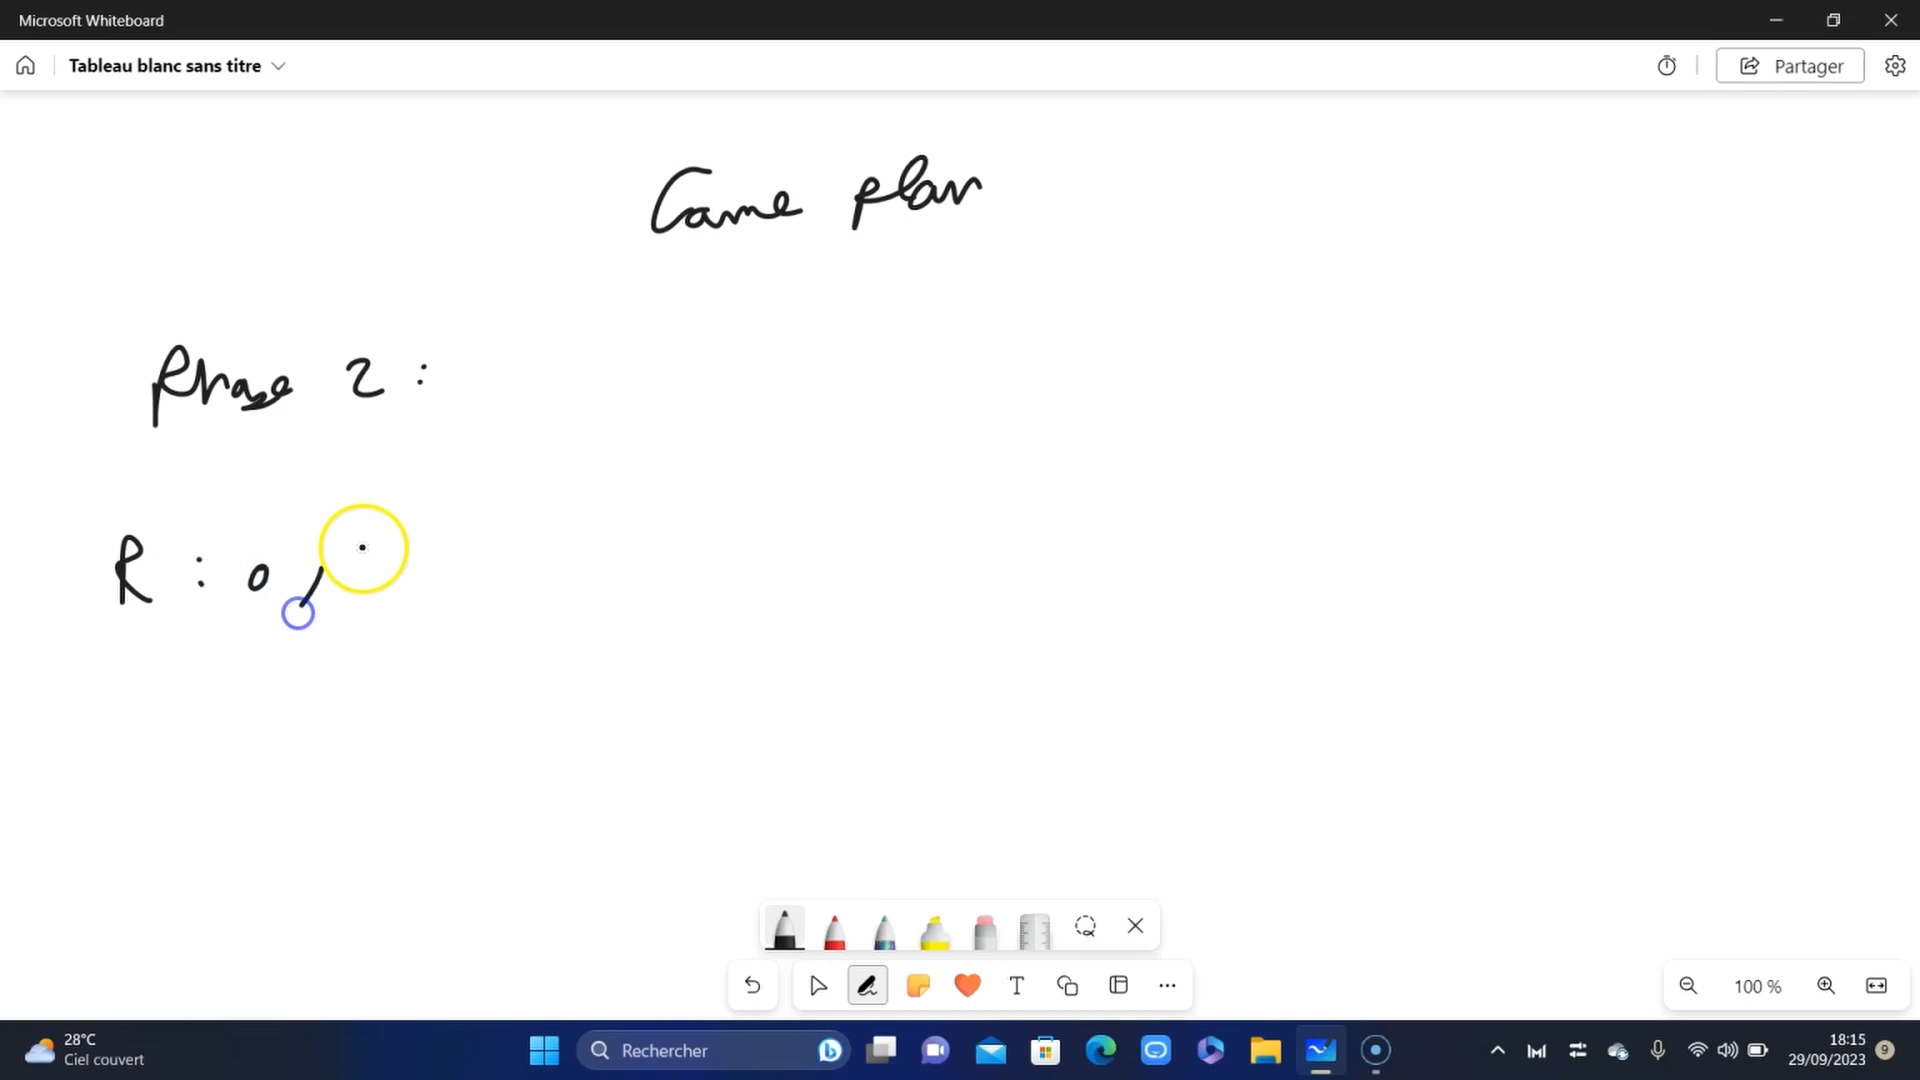 Microsoft Whiteboard
Tableau blanc sans titre
Partager
Game plan
Phase 2 :
R : 0 ,
100 %
28°C
Ciel couvert
Rechercher
18:15
29/09/2023
9